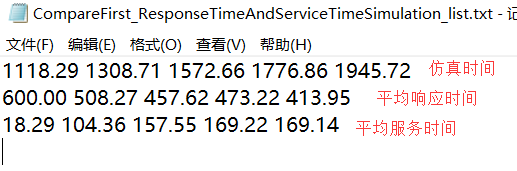 CompareFirst_ResponseTimeAndServiceTimeSimulation_list.txt - 记
文件(F) 编辑(E) 格式(O) 查看(V) 帮助(H)
1118.29 1308.71 1572.66 1776.86 1945.72 仿真时间
600.00 508.27 457.62 473.22 413.95 平均响应时间
18.29 104.36 157.55 169.22 169.14 平均服务时间